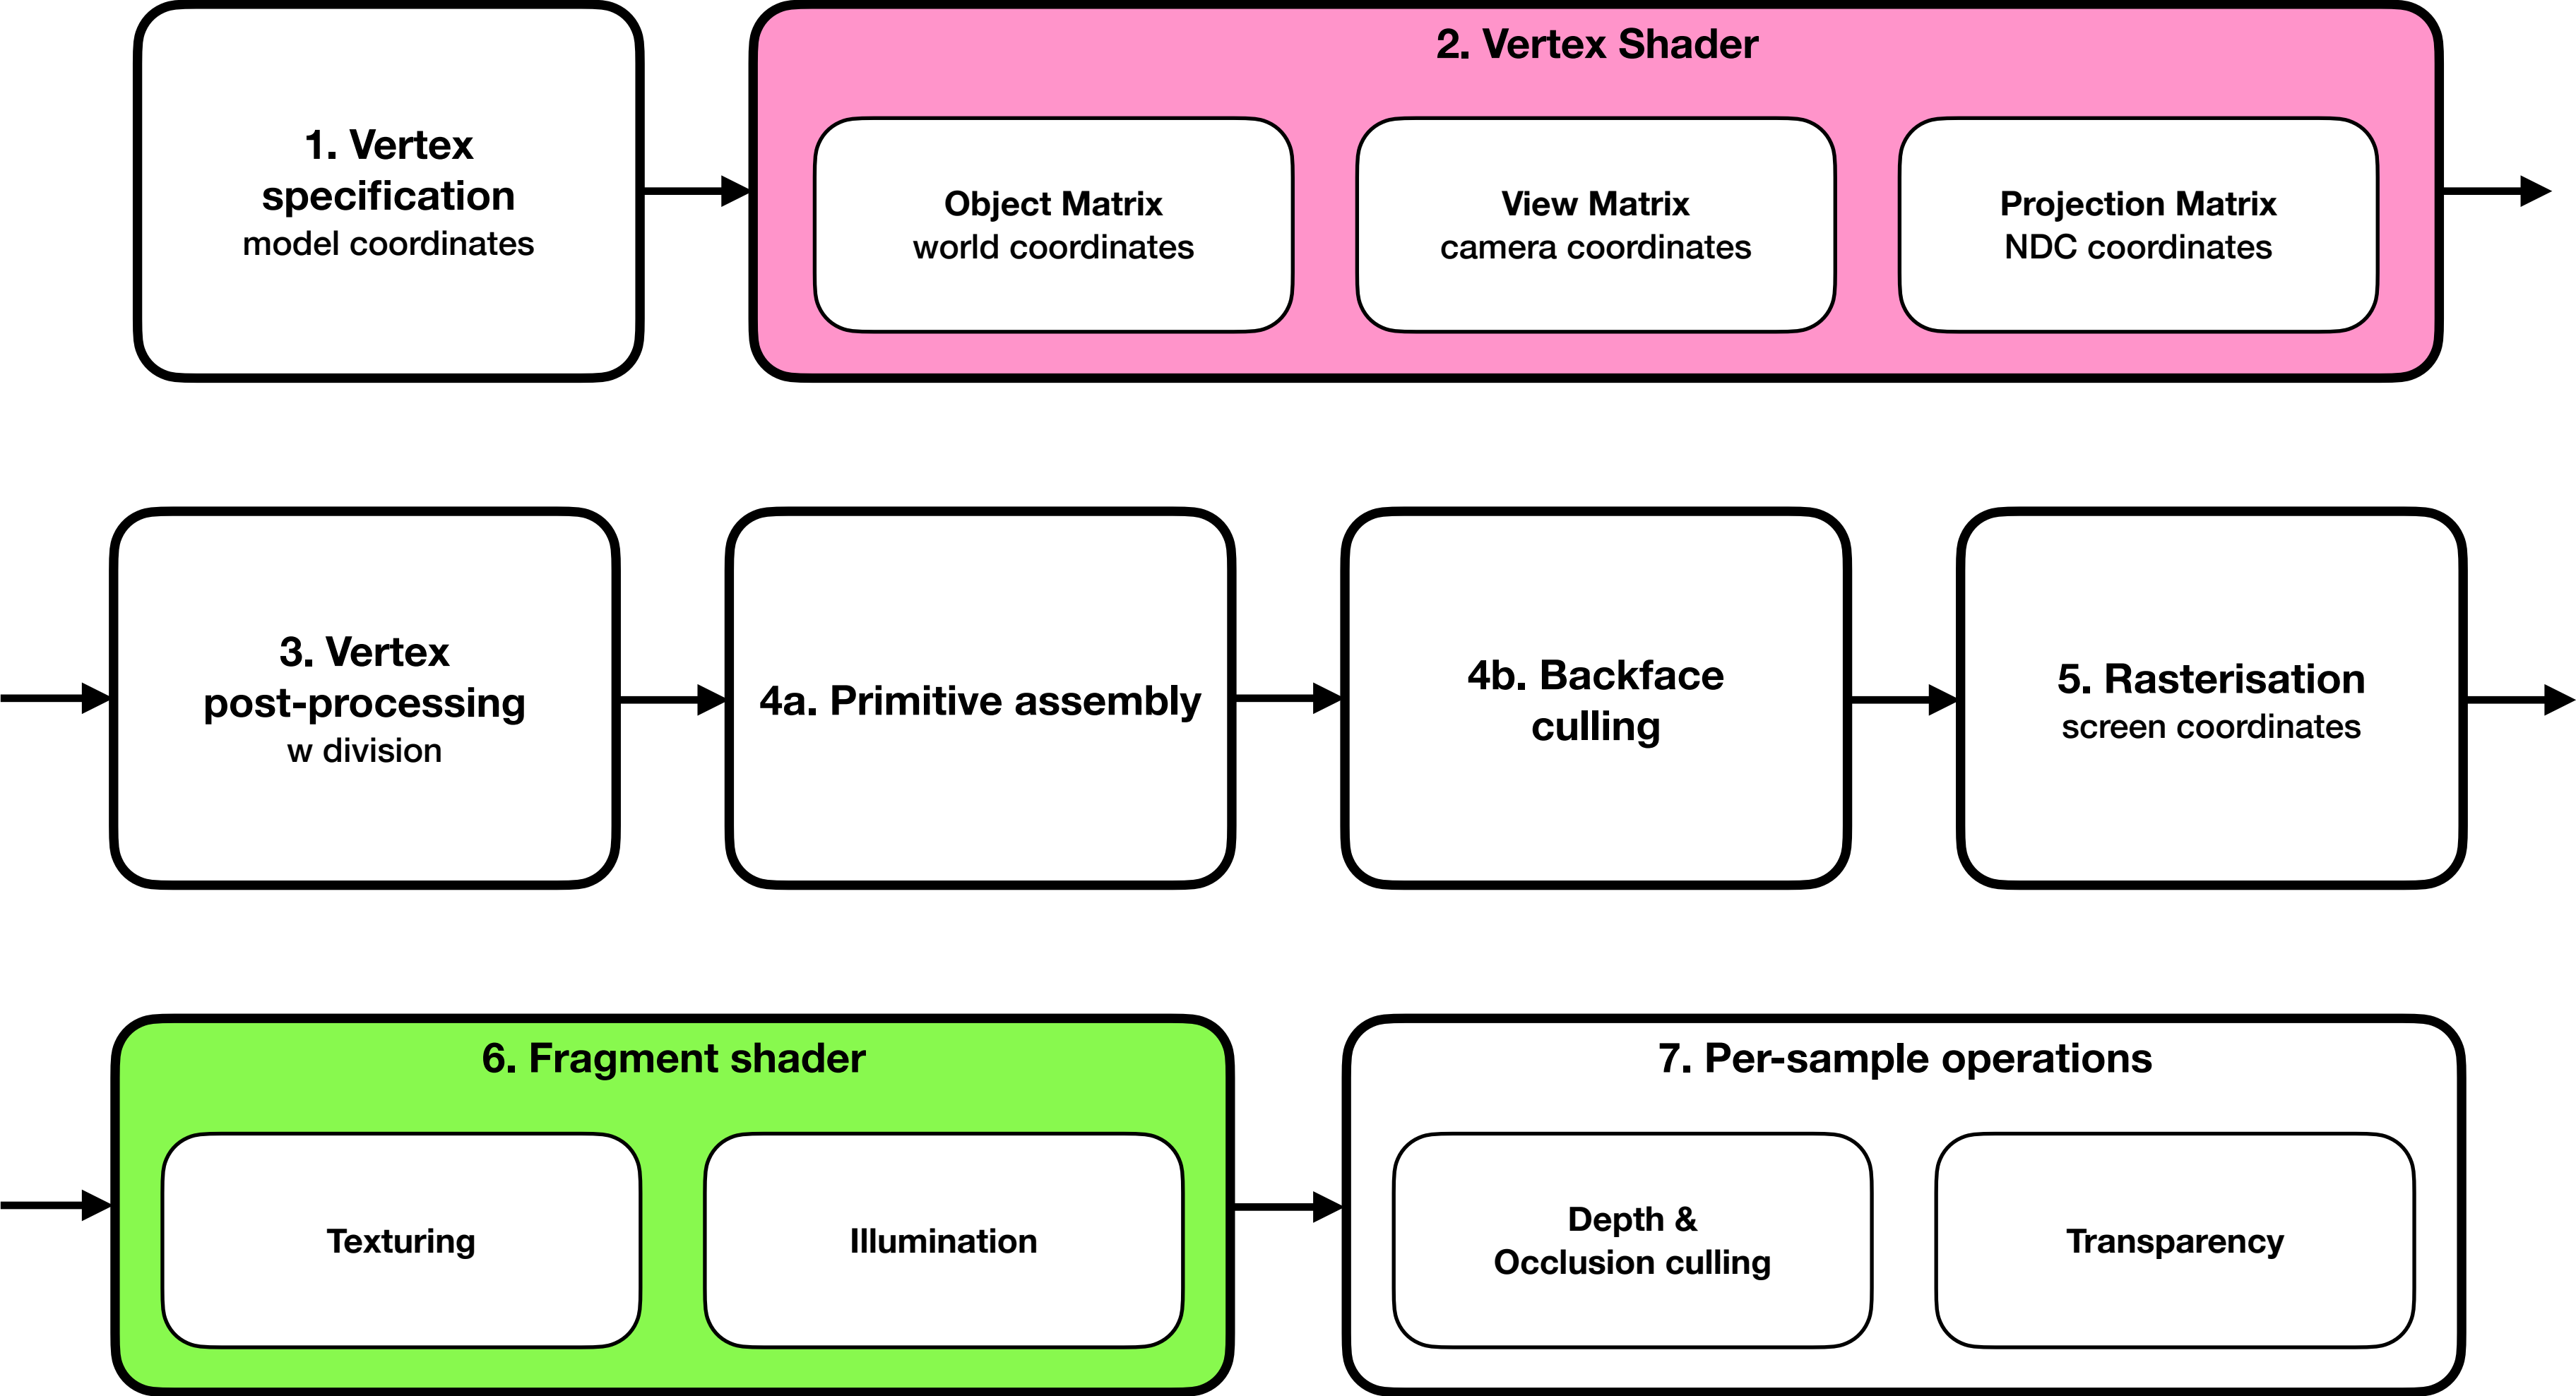 1. Vertex
specification
model coordinates
2. Vertex Shader
Object Matrix
world coordinates
View Matrix
camera coordinates
Projection Matrix
NDC coordinates
3. Vertex
post-processing
w division
4a. Primitive assembly
4b. Backface
culling
5. Rasterisation
screen coordinates
6. Fragment shader
Texturing
Illumination
7. Per-sample operations
Depth &
Occlusion culling
Transparency